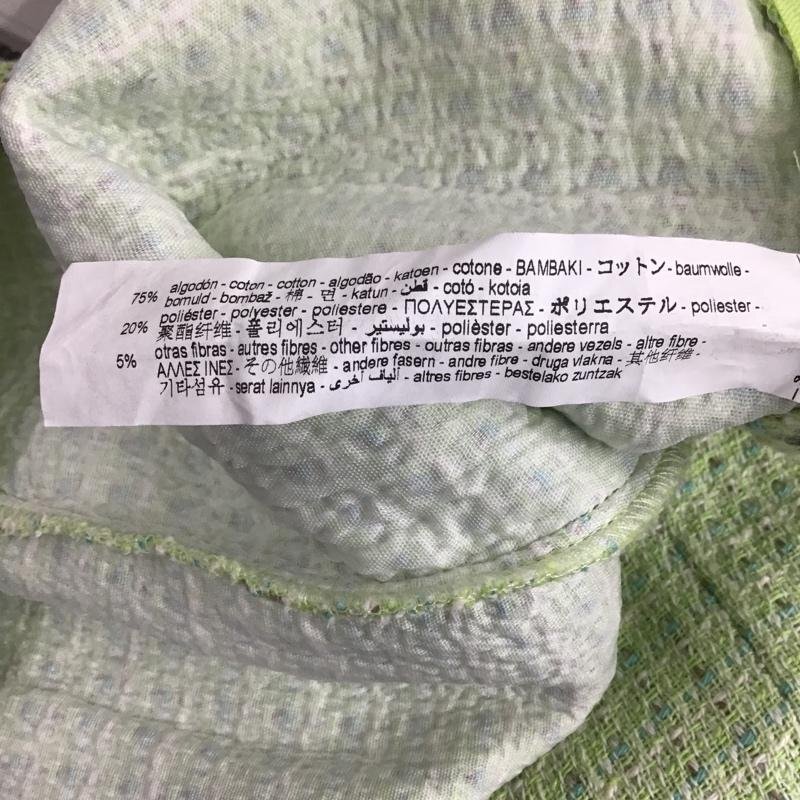 75% algodón - coton - cotton - algodão - katoen - cotone - ΒΑΜΒΑΚΙ - コットン - baumwolle -
bomuld - bombaž - 棉 - 면 - katun - قطن - cotó - kotoia
20% poliéster - polyester - poliestere - ΠΟΛΥΕΣΤΕΡΑΣ - ポリエステル - poliester -
聚酯纤维 - 폴리에스터 - بوليستير - polièster - poliesterra
5% otras fibras - autres fibres - other fibres - outras fibras - andere vezels - altre fibre -
ΑΛΛΕΣ ΙΝΕΣ - その他繊維 - andere fasern - andre fibre - druga vlakna - 其他纤维 -
기타섬유 - serat lainnya - ألياف أخرى - altres fibres - bestelako zuntzak